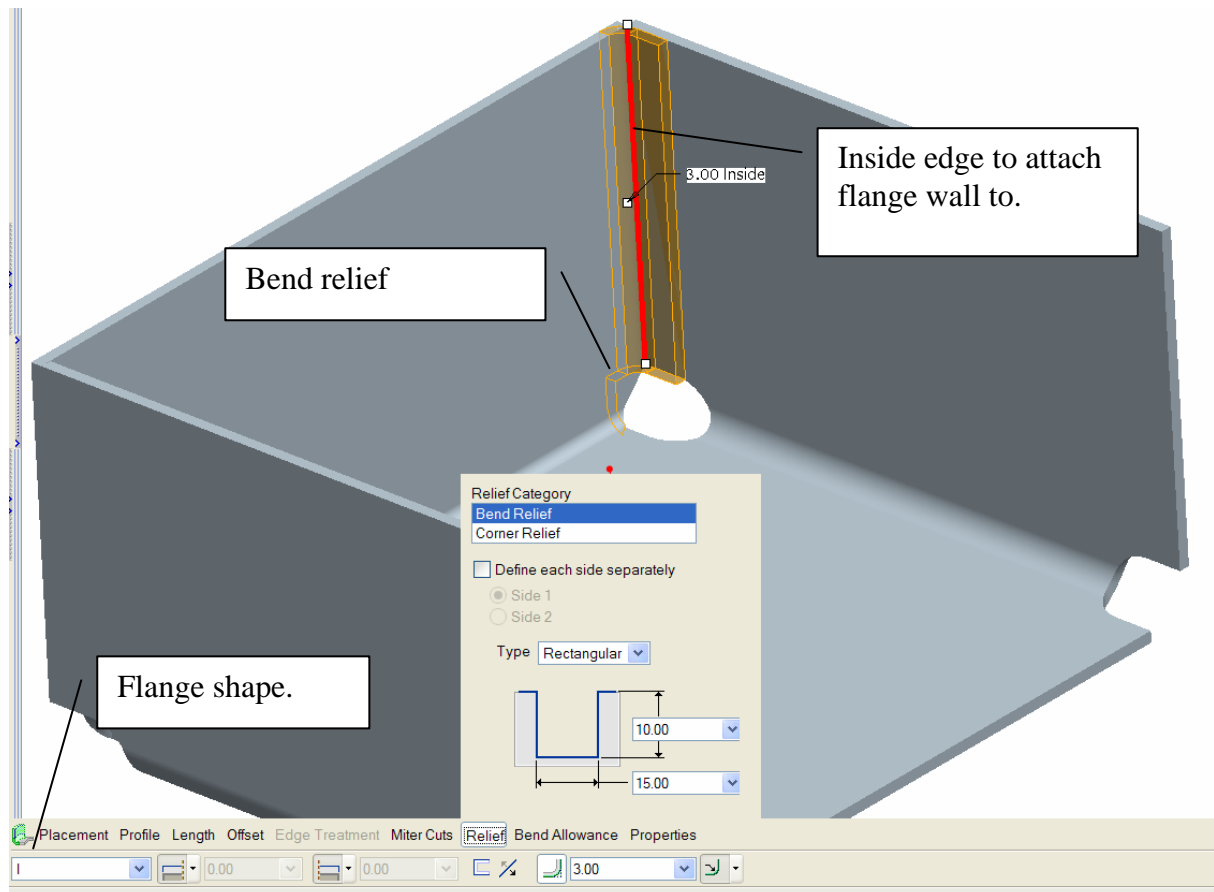 Inside edge to attach
flange wall to.
3.00 Inside
Bend relief
Relief Category
Bend Relief
Corner Relief
Define each side separately
Side 1
Side 2
Type Rectangular
10.00
15.00
Flange shape.
Placement Profile Length Offset Edge Treatment Miter Cuts Relief Bend Allowance Properties
I 0.00 0.00 3.00